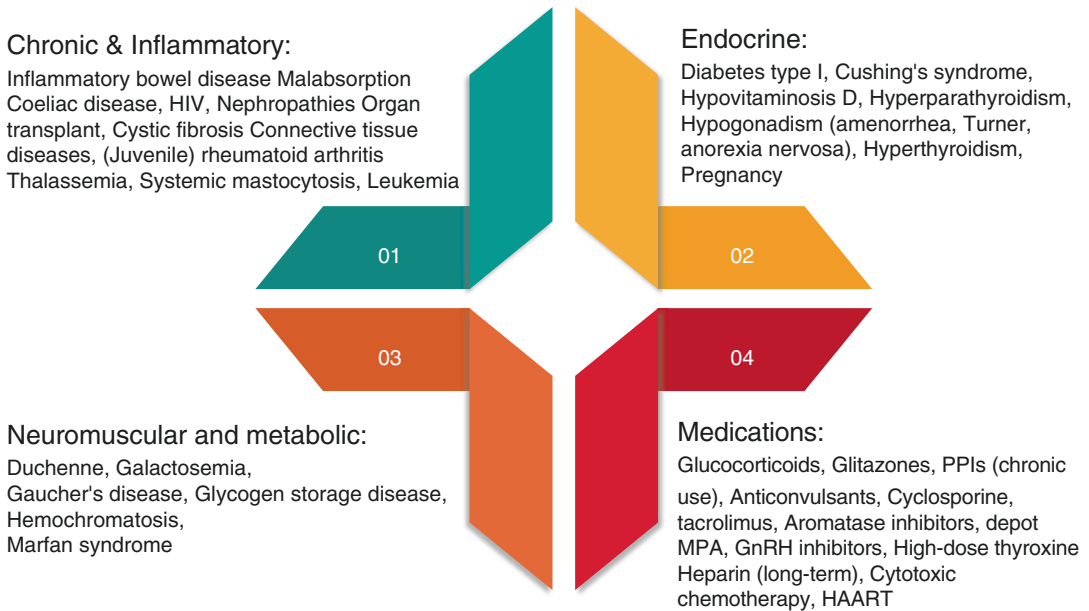 Chronic & Inflammatory:
Inflammatory bowel disease Malabsorption
Coeliac disease, HIV, Nephropathies Organ
transplant, Cystic fibrosis Connective tissue
diseases, (Juvenile) rheumatoid arthritis
Thalassemia, Systemic mastocytosis, Leukemia
01
Endocrine:
Diabetes type I, Cushing's syndrome,
Hypovitaminosis D, Hyperparathyroidism,
Hypogonadism (amenorrhea, Turner,
anorexia nervosa), Hyperthyroidism,
Pregnancy
02
03
Neuromuscular and metabolic:
Duchenne, Galactosemia,
Gaucher's disease, Glycogen storage disease,
Hemochromatosis,
Marfan syndrome
04
Medications:
Glucocorticoids, Glitazones, PPIs (chronic
use), Anticonvulsants, Cyclosporine,
tacrolimus, Aromatase inhibitors, depot
MPA, GnRH inhibitors, High-dose thyroxine
Heparin (long-term), Cytotoxic
chemotherapy, HAART